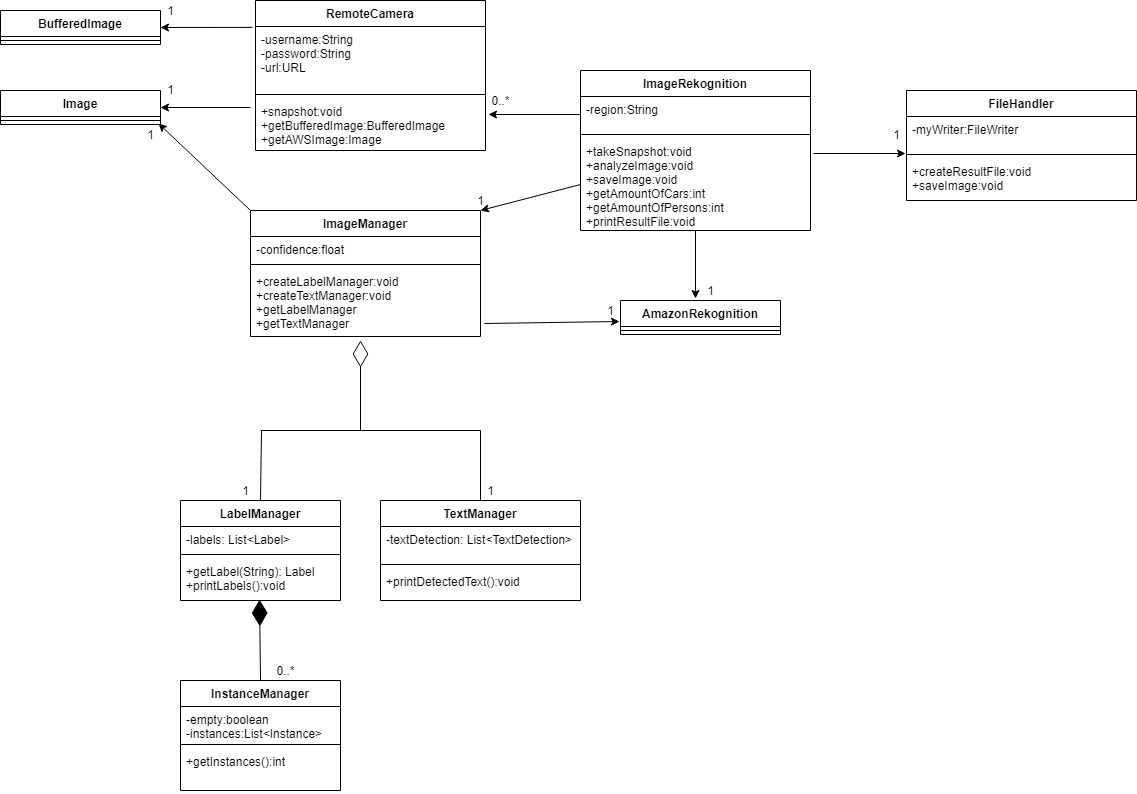 BufferedImage
1
RemoteCamera
-username:String
-password:String
-url:URL
+snapshot:void
+getBufferedImage:BufferedImage
+getAWSImage:Image
Image
1
1
0..*
ImageRekognition
-region:String
+takeSnapshot:void
+analyzeImage:void
+saveImage:void
+getAmountOfCars:int
+getAmountOfPersons:int
+printResultFile:void
1
FileHandler
-myWriter:FileWriter
+createResultFile:void
+saveImage:void
1
ImageManager
-confidence:float
+createLabelManager:void
+createTextManager:void
+getLabelManager
+getTextManager
1
1
AmazonRekognition
1
LabelManager
-labels: List<Label>
+getLabel(String): Label
+printLabels():void
1
TextManager
-textDetection: List<TextDetection>
+printDetectedText():void
0..*
InstanceManager
-empty:boolean
-instances:List<Instance>
+getInstances():int